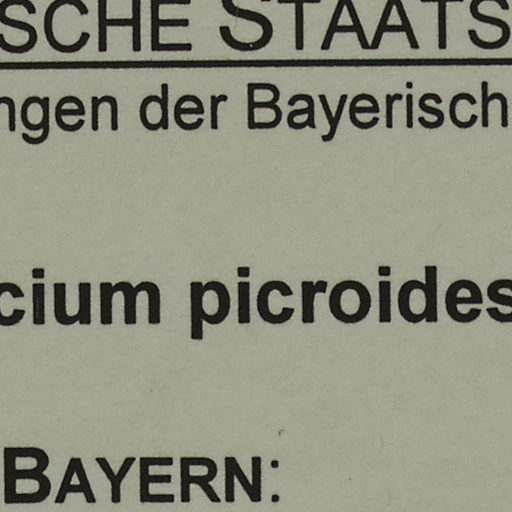 SCHE STAATS
ngen der Bayerisch
cium picroides
BAYERN: